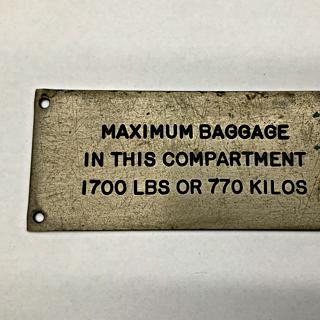 MAXIMUM BAGGAGE
IN THIS COMPARTMENT
1700 LBS OR 770 KILOS